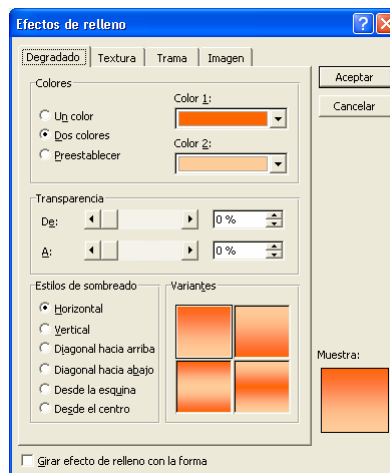 Efectos de relleno
Degradado Textura Trama Imagen
Aceptar
Cancelar
Colores
Un color
Dos colores
Preestablecer
Color 1:
Color 2:
Transparencia
De: 0 %
A: 0 %
Estilos de sombreado
Horizontal
Vertical
Diagonal hacia arriba
Diagonal hacia abajo
Desde la esquina
Desde el centro
Variantes
Muestra:
Girar efecto de relleno con la forma